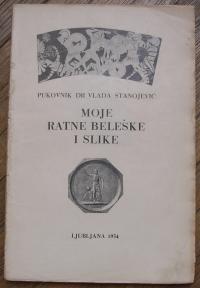 PUKOVNIK DR VLADA STANOJEVIĆ
MOJE
RATNE BELEŠKE
I SLIKE
LJUBLJANA 1934